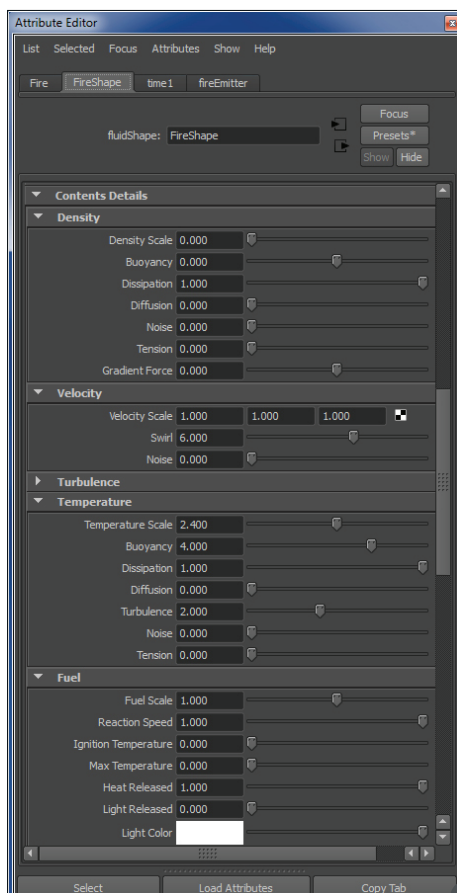 Attribute Editor
List Selected Focus Attributes Show Help
Fire FireShape time1 fireEmitter
Focus
fluidShape: FireShape Presets*
Show Hide
Contents Details
Density
Density Scale 0.000
Buoyancy 0.000
Dissipation 1.000
Diffusion 0.000
Noise 0.000
Tension 0.000
Gradient Force 0.000
Velocity
Velocity Scale 1.000 1.000 1.000
Swirl 6.000
Noise 0.000
Turbulence
Temperature
Temperature Scale 2.400
Buoyancy 4.000
Dissipation 1.000
Diffusion 0.000
Turbulence 2.000
Noise 0.000
Tension 0.000
Fuel
Fuel Scale 1.000
Reaction Speed 1.000
Ignition Temperature 0.000
Max Temperature 0.000
Heat Released 1.000
Light Released 0.000
Light Color
Select Load Attributes Copy Tab